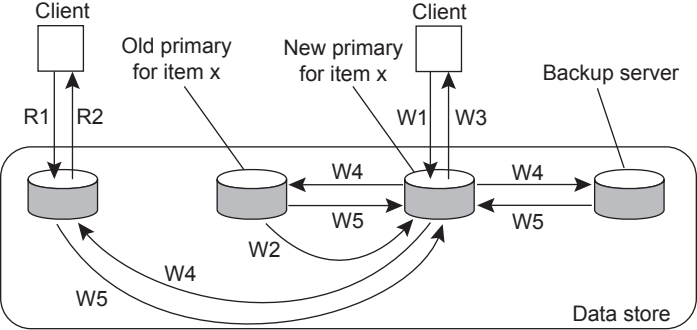 Client
Client
Old primary
for item x
New primary
for item x
Backup server
R1
R2
W1
W3
W4
W4
W5
W5
W2
W4
W5
Data store